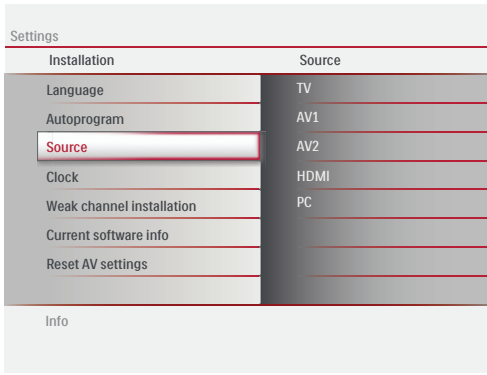 Settings
Installation Source
Language TV
Autoprogram AV1
Source AV2
Clock HDMI
Weak channel installation PC
Current software info
Reset AV settings
Info